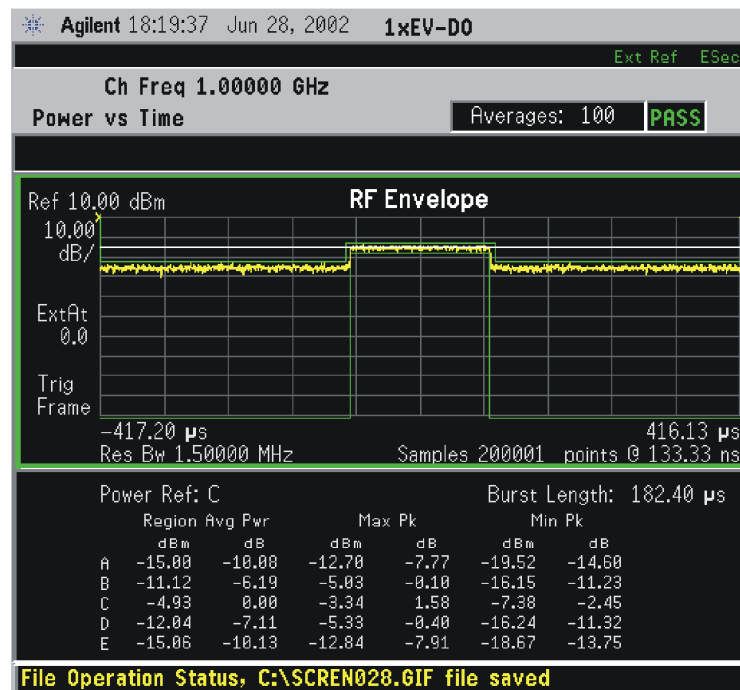 Agilent 18:19:37 Jun 28, 2002 1xEV-DO
Ext Ref ESec
Ch Freq 1.00000 GHz
Power vs Time Averages: 100 PASS
Ref 10.00 dBm RF Envelope
10.00
dB/
ExtAt
0.0
Trig
Frame
-417.20 µs 416.13 µs
Res Bw 1.50000 MHz Samples 200001 points @ 133.33 ns
Power Ref: C Burst Length: 182.40 µs
Region Avg Pwr Max Pk Min Pk
dBm dB dBm dB dBm dB
A -15.00 -10.08 -12.70 -7.77 -19.52 -14.60
B -11.12 -6.19 -5.03 -0.10 -16.15 -11.23
C -4.93 0.00 -3.34 1.58 -7.38 -2.45
D -12.04 -7.11 -5.33 -0.40 -16.24 -11.32
E -15.06 -10.13 -12.84 -7.91 -18.67 -13.75
File Operation Status, C:\SCREN028.GIF file saved